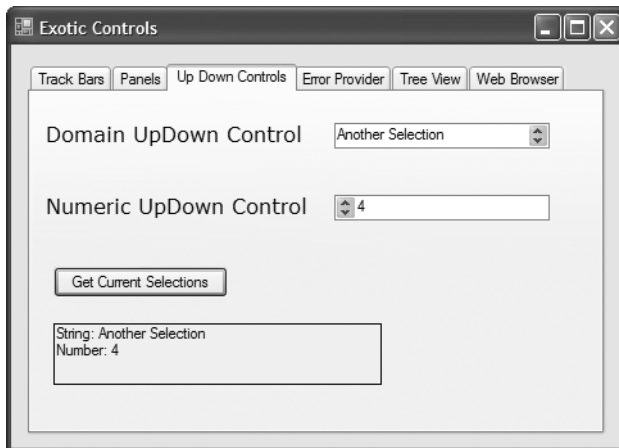 Exotic Controls
Track Bars Panels Up Down Controls Error Provider Tree View Web Browser
Domain UpDown Control Another Selection
Numeric UpDown Control 4
Get Current Selections
String: Another Selection
Number: 4